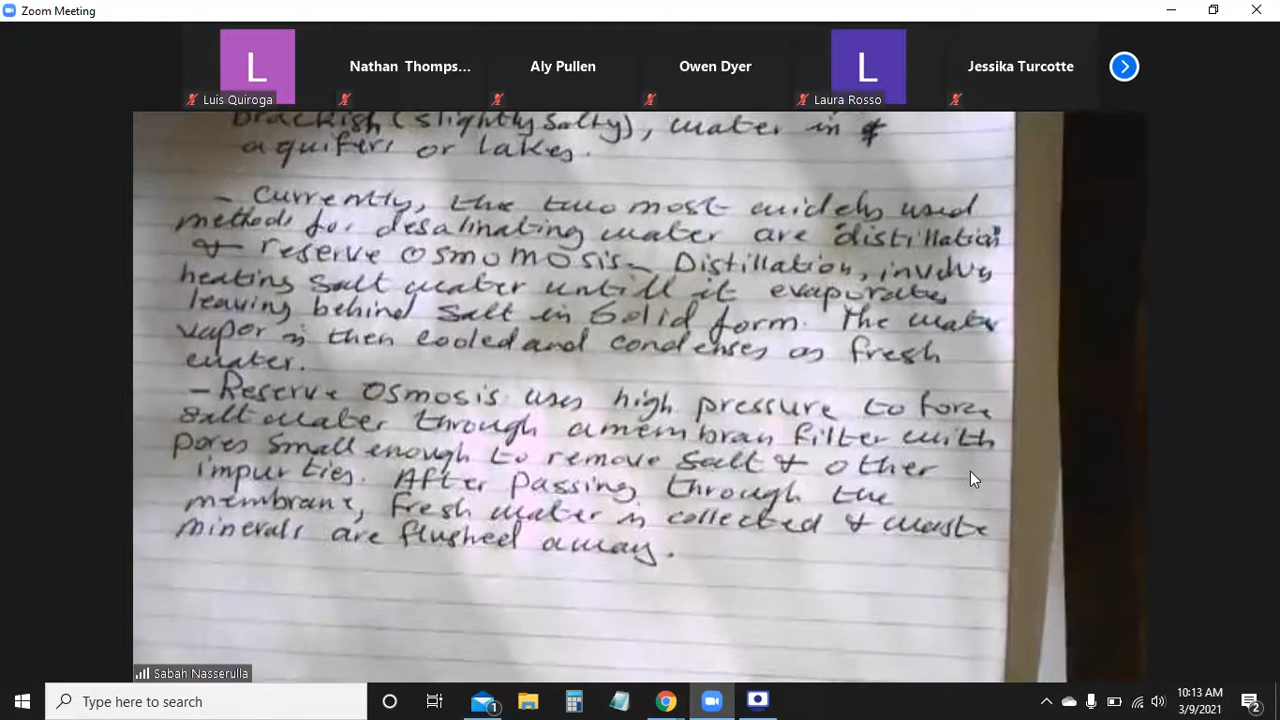 Zoom Meeting
L
Luis Quiroga
Nathan Thomps...
Aly Pullen
Owen Dyer
L
Laura Rosso
Jessika Turcotte
brackish (slightly salty), water in
aquifers or lakes.
- Currently, the two most widely used
methods for desalinating water are distillation
& reserve osmomosis - Distillation, involves
heating salt water untill it evaporates
leaving behind salt in solid form. The water
vapor is then cooled and condenses as fresh
water.
- Reserve Osmosis uses high pressure to force
salt water through a membran filter with
pores small enough to remove salt & other
impurties. After passing through the
membrane, fresh water is collected & waste
minerals are flushed away.
Sabah Nasserulla
Type here to search
1
10:13 AM
3/9/2021
2